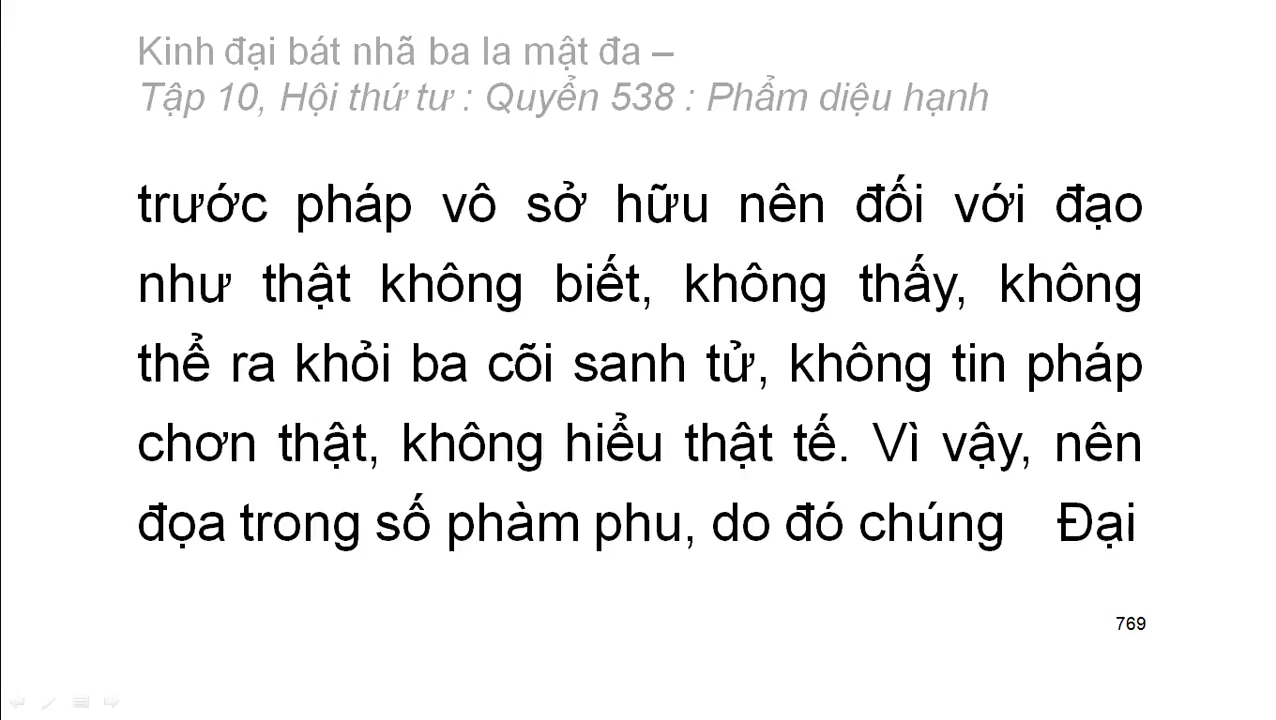 Kinh đại bát nhã ba la mật đa –
Tập 10, Hội thứ tư : Quyển 538 : Phẩm diệu hạnh
trước pháp vô sở hữu nên đối với đạo
như thật không biết, không thấy, không
thể ra khỏi ba cõi sanh tử, không tin pháp
chơn thật, không hiểu thật tế. Vì vậy, nên
đọa trong số phàm phu, do đó chúng Đại
769